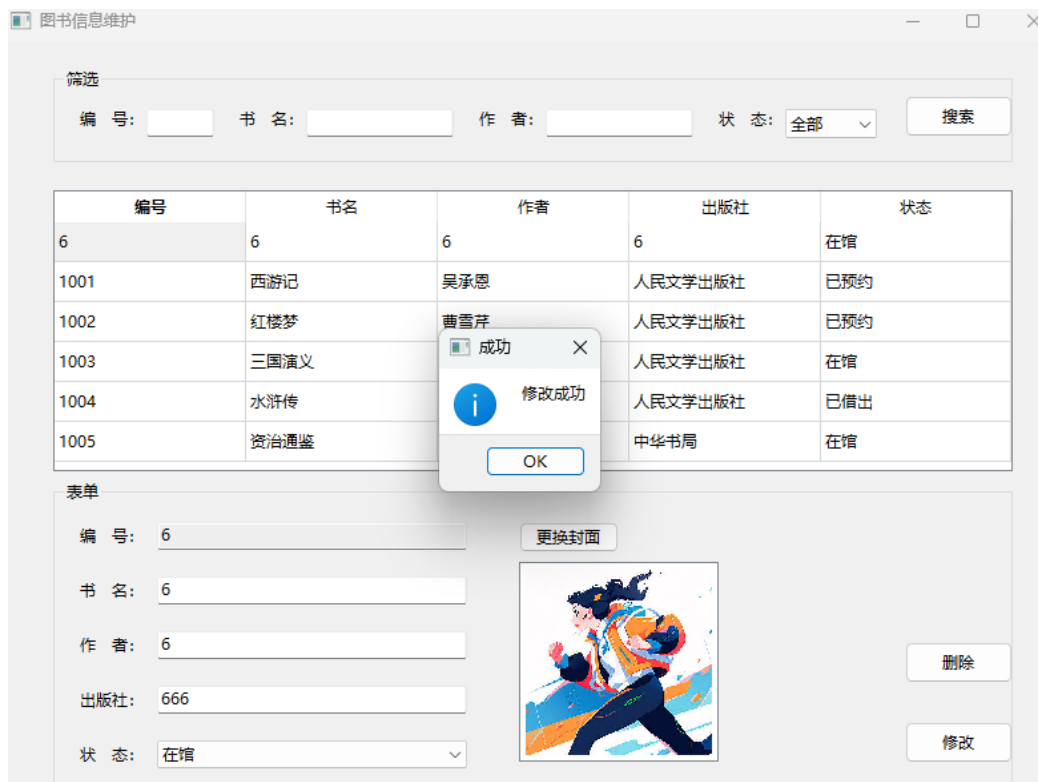 图书信息维护
筛选
编 号: 书 名: 作 者: 状 态: 全部 搜索
编号 书名 作者 出版社 状态
6 6 6 6 在馆
1001 西游记 吴承恩 人民文学出版社 已预约
1002 红楼梦 曹雪芹 人民文学出版社 已预约
1003 三国演义 人民文学出版社 在馆
1004 水浒传 人民文学出版社 已借出
1005 资治通鉴 中华书局 在馆
成功
修改成功
OK
表单
编 号: 6 更换封面
书 名: 6
作 者: 6
删除
出版社: 666
修改
状 态: 在馆